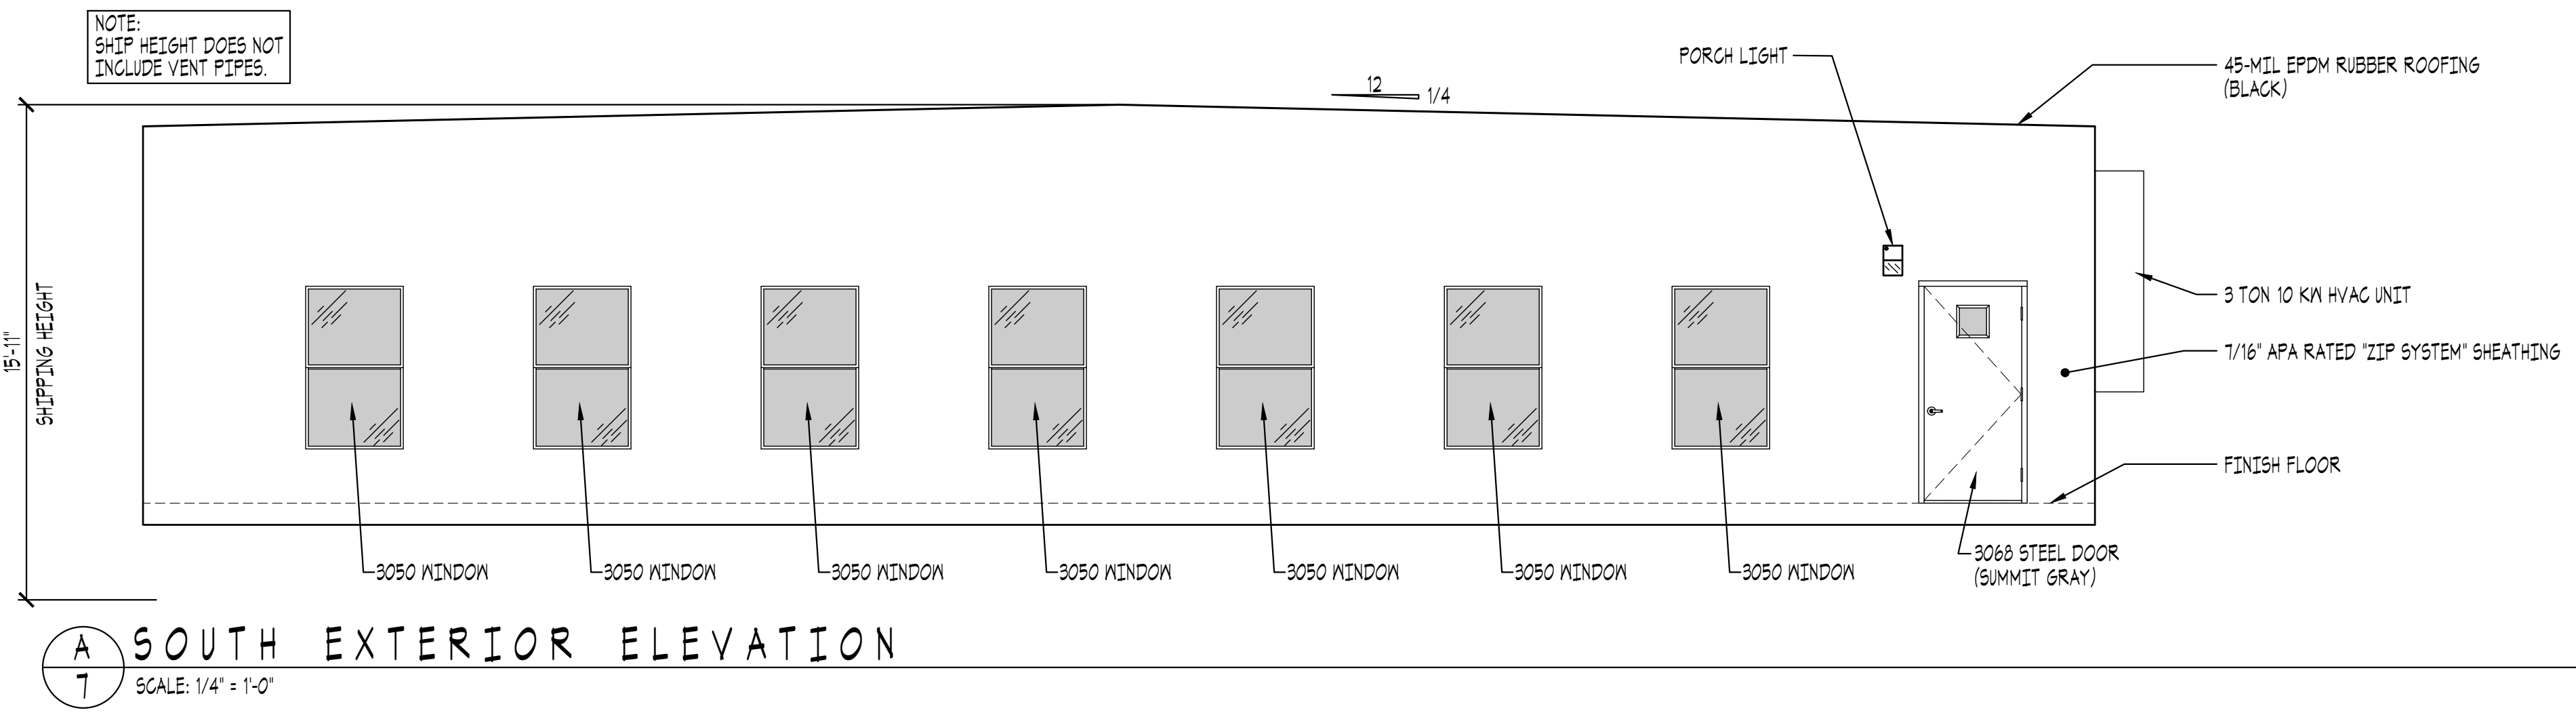 NOTE:
SHIP HEIGHT DOES NOT
INCLUDE VENT PIPES.
PORCH LIGHT
45-MIL EPDM RUBBER ROOFING
(BLACK)
12
1/4
15'-11"
SHIPPING HEIGHT
3 TON 10 KW HVAC UNIT
7/16" APA RATED "ZIP SYSTEM" SHEATHING
FINISH FLOOR
3068 STEEL DOOR
(SUMMIT GRAY)
3050 WINDOW
3050 WINDOW
3050 WINDOW
3050 WINDOW
3050 WINDOW
3050 WINDOW
3050 WINDOW
A
7
SOUTH EXTERIOR ELEVATION
SCALE: 1/4" = 1'-0"